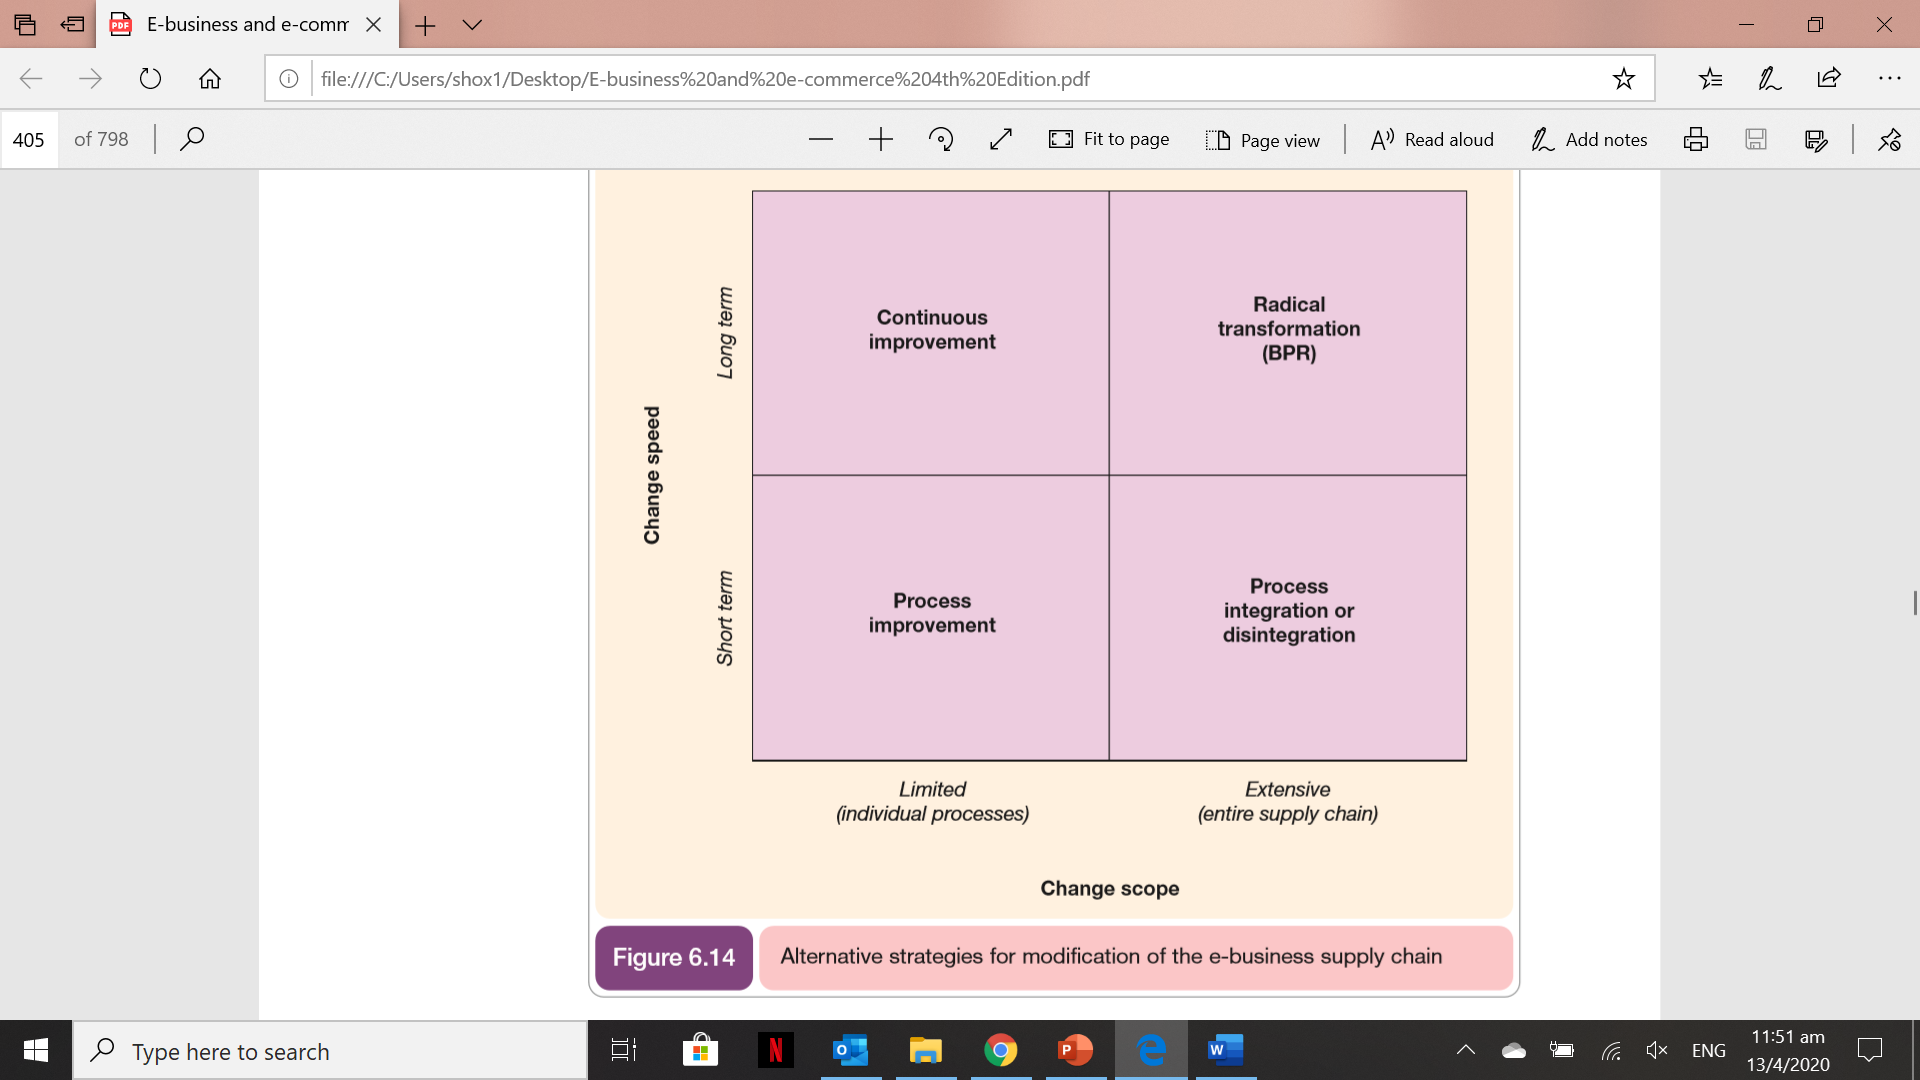 E-business and e-comm
file:///C:/Users/shox1/Desktop/E-business%20and%20e-commerce%204th%20Edition.pdf
405 of 798
Fit to page
Page view
Read aloud
Add notes
Change speed
Long term
Short term
Continuous
improvement
Radical
transformation
(BPR)
Process
improvement
Process
integration or
disintegration
Limited
(individual processes)
Extensive
(entire supply chain)
Change scope
Figure 6.14
Alternative strategies for modification of the e-business supply chain
Type here to search
ENG
11:51 am
13/4/2020